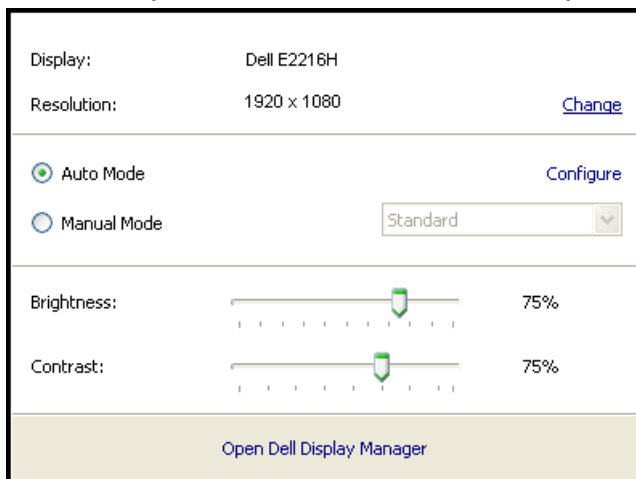 Display: Dell E2216H
Resolution: 1920 x 1080 Change
Auto Mode Configure
Manual Mode Standard
Brightness: 75%
Contrast: 75%
Open Dell Display Manager